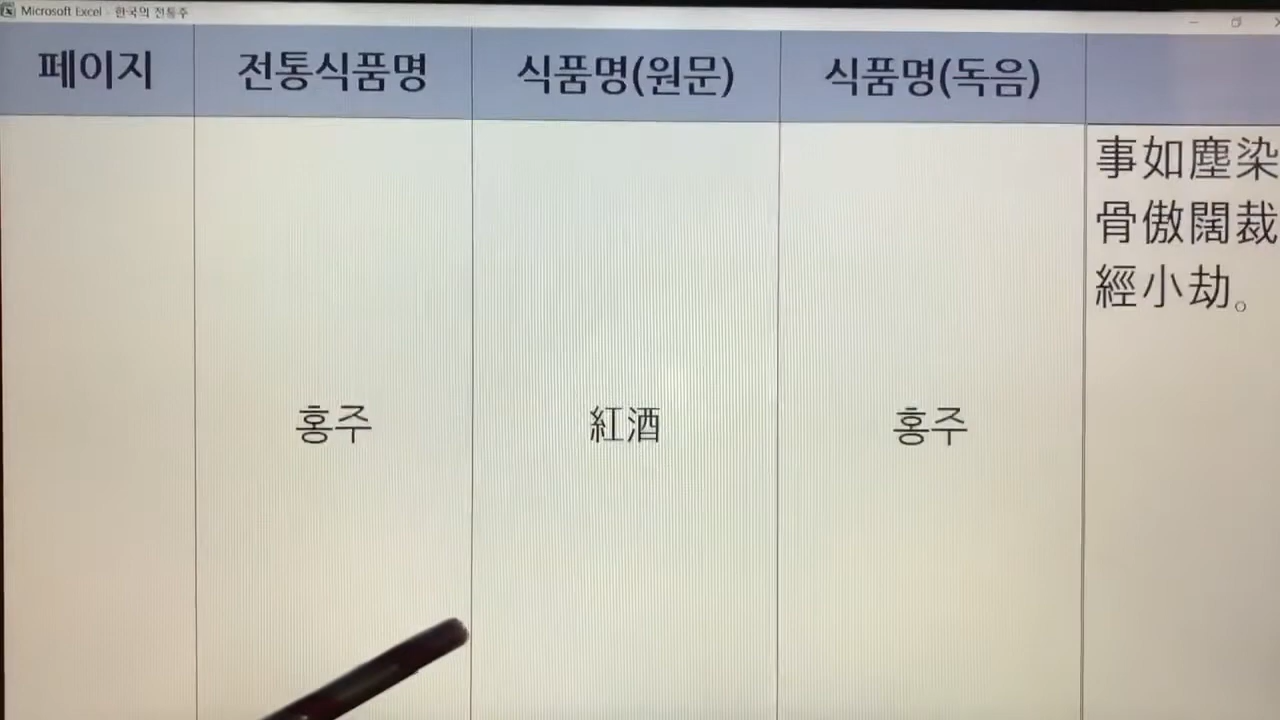 Microsoft Excel - 한국의 전통주
페이지 전통식품명 식품명(원문) 식품명(독음)
事如塵染
骨傲闊裁
經小劫。
홍주 紅酒 홍주